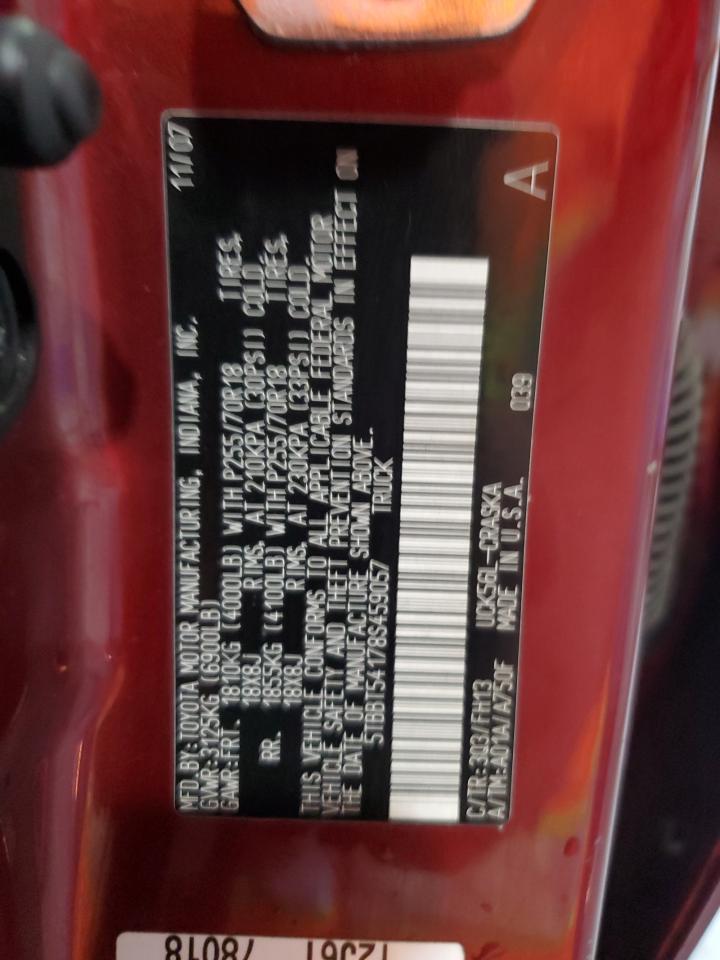 MFD.BY:TOYOTA MOTOR MANUFACTURING, INDIANA, INC. 11/07
GVWR:3125KG (6900LB)
GAWR:FRT 1810KG (4000LB) WITH P255/70R18 TIRES,
18X8J RIMS, AT 210KPA (30PSI) COLD.
RR. 1855KG (4100LB) WITH P255/70R18 TIRES,
18X8J RIMS, AT 230KPA (33PSI) COLD.
THIS VEHICLE CONFORMS TO ALL APPLICABLE FEDERAL MOTOR
VEHICLE SAFETY AND THEFT PREVENTION STANDARDS IN EFFECT ON
THE DATE OF MANUFACTURE SHOWN ABOVE.
5TBBT54178S459057 TRUCK
C/TR:3Q3/FH13 UCK56L-CRASKA 039
A/TM:A01A/A750F MADE IN U.S.A. A